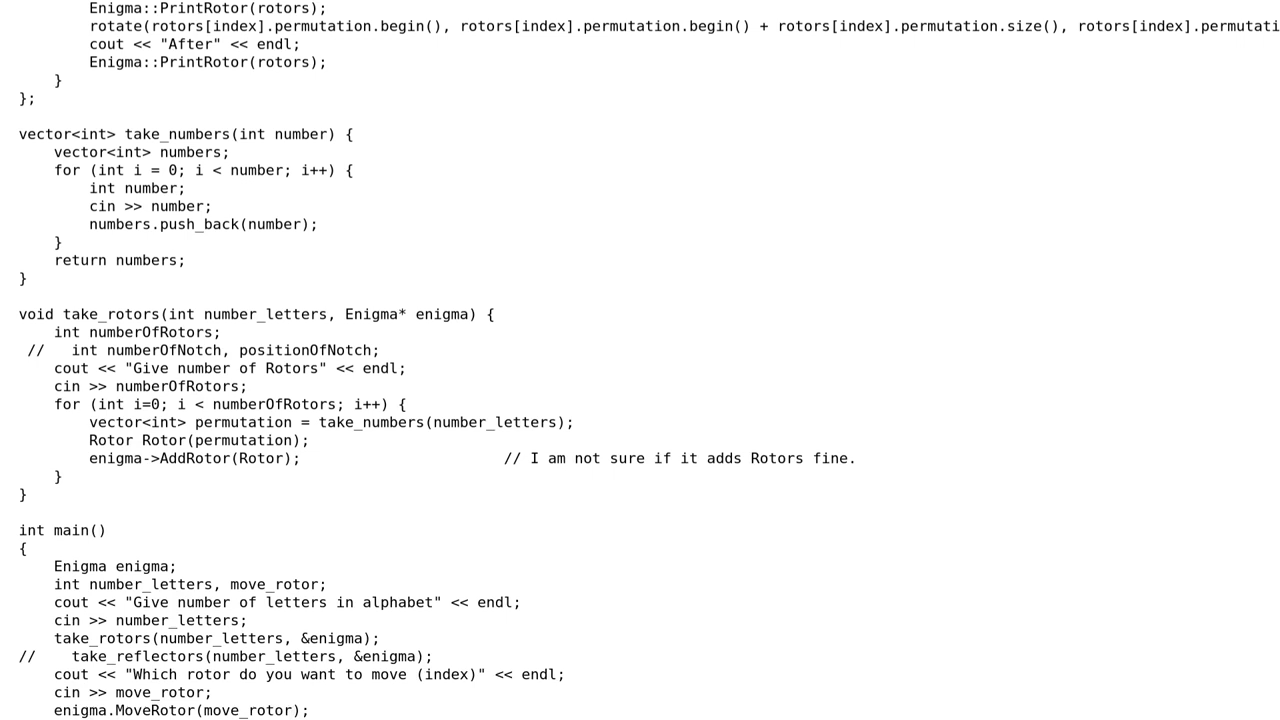 Enigma::PrintRotor(rotors);
        rotate(rotors[index].permutation.begin(), rotors[index].permutation.begin() + rotors[index].permutation.size(), rotors[index].permutati
        cout << "After" << endl;
        Enigma::PrintRotor(rotors);
    }
};

vector<int> take_numbers(int number) {
    vector<int> numbers;
    for (int i = 0; i < number; i++) {
        int number;
        cin >> number;
        numbers.push_back(number);
    }
    return numbers;
}

void take_rotors(int number_letters, Enigma* enigma) {
    int numberOfRotors;
 //   int numberOfNotch, positionOfNotch;
    cout << "Give number of Rotors" << endl;
    cin >> numberOfRotors;
    for (int i=0; i < numberOfRotors; i++) {
        vector<int> permutation = take_numbers(number_letters);
        Rotor Rotor(permutation);
        enigma->AddRotor(Rotor);                       // I am not sure if it adds Rotors fine.
    }
}

int main()
{
    Enigma enigma;
    int number_letters, move_rotor;
    cout << "Give number of letters in alphabet" << endl;
    cin >> number_letters;
    take_rotors(number_letters, &enigma);
//    take_reflectors(number_letters, &enigma);
    cout << "Which rotor do you want to move (index)" << endl;
    cin >> move_rotor;
    enigma.MoveRotor(move_rotor);